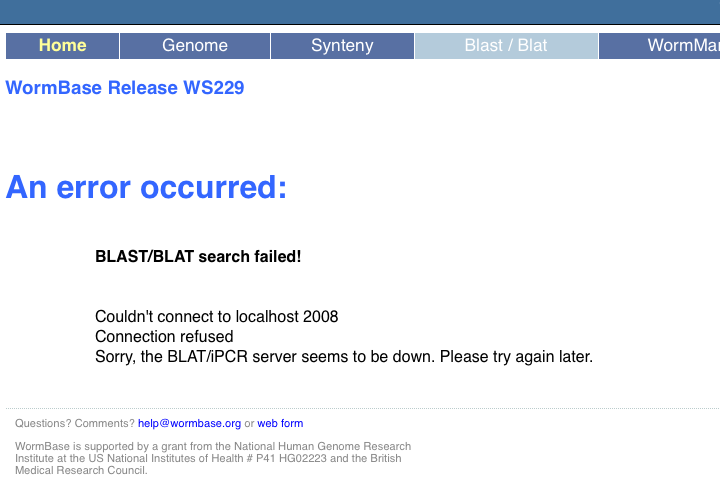 Home Genome Synteny Blast / Blat
WormBase Release WS229
An error occurred:
BLAST/BLAT search failed!
Couldn't connect to localhost 2008
Connection refused
Sorry, the BLAT/iPCR server seems to be down. Please try again later.
Questions? Comments? help@wormbase.org or web form
WormBase is supported by a grant from the National Human Genome Research
Institute at the US National Institutes of Health # P41 HG02223 and the British
Medical Research Council.